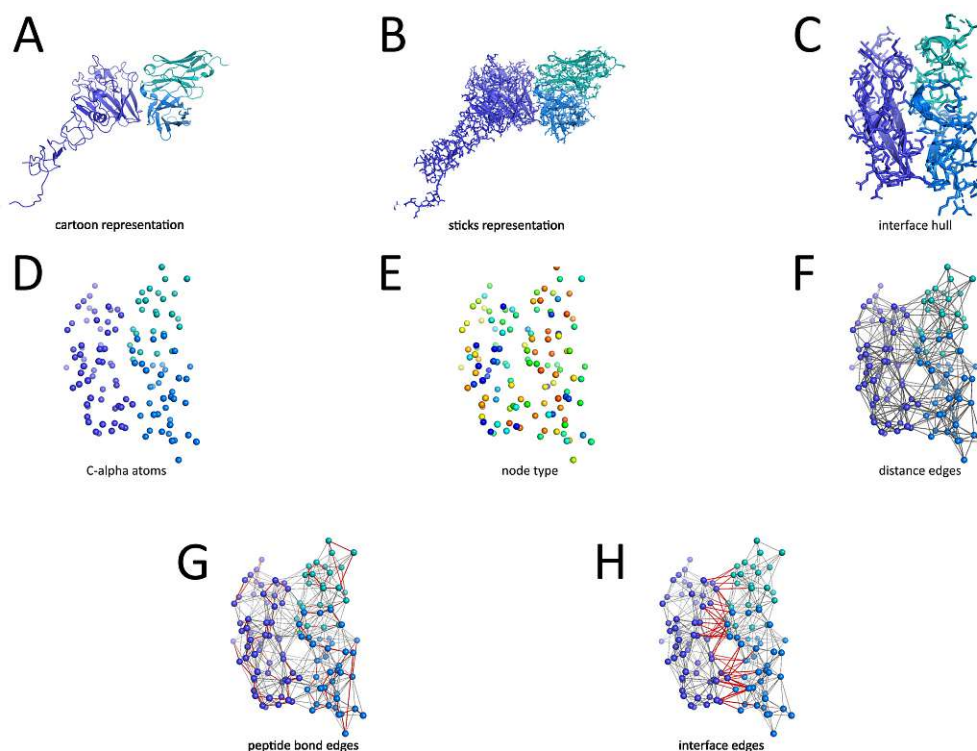 A
B
C
cartoon representation
sticks representation
interface hull
D
E
F
C-alpha atoms
node type
distance edges
G
H
peptide bond edges
interface edges